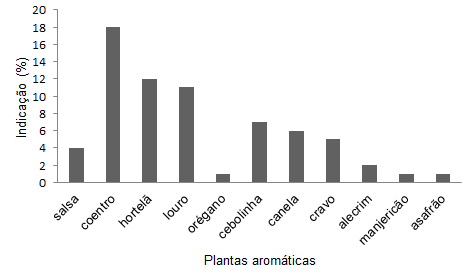 20
18
16
14
12
10
8
6
4
2
0
Indicação (%)
salsa
coentro
hortelã
louro
orégano
cebolinha
canela
cravo
alecrim
manjericão
asafrão
Plantas aromáticas